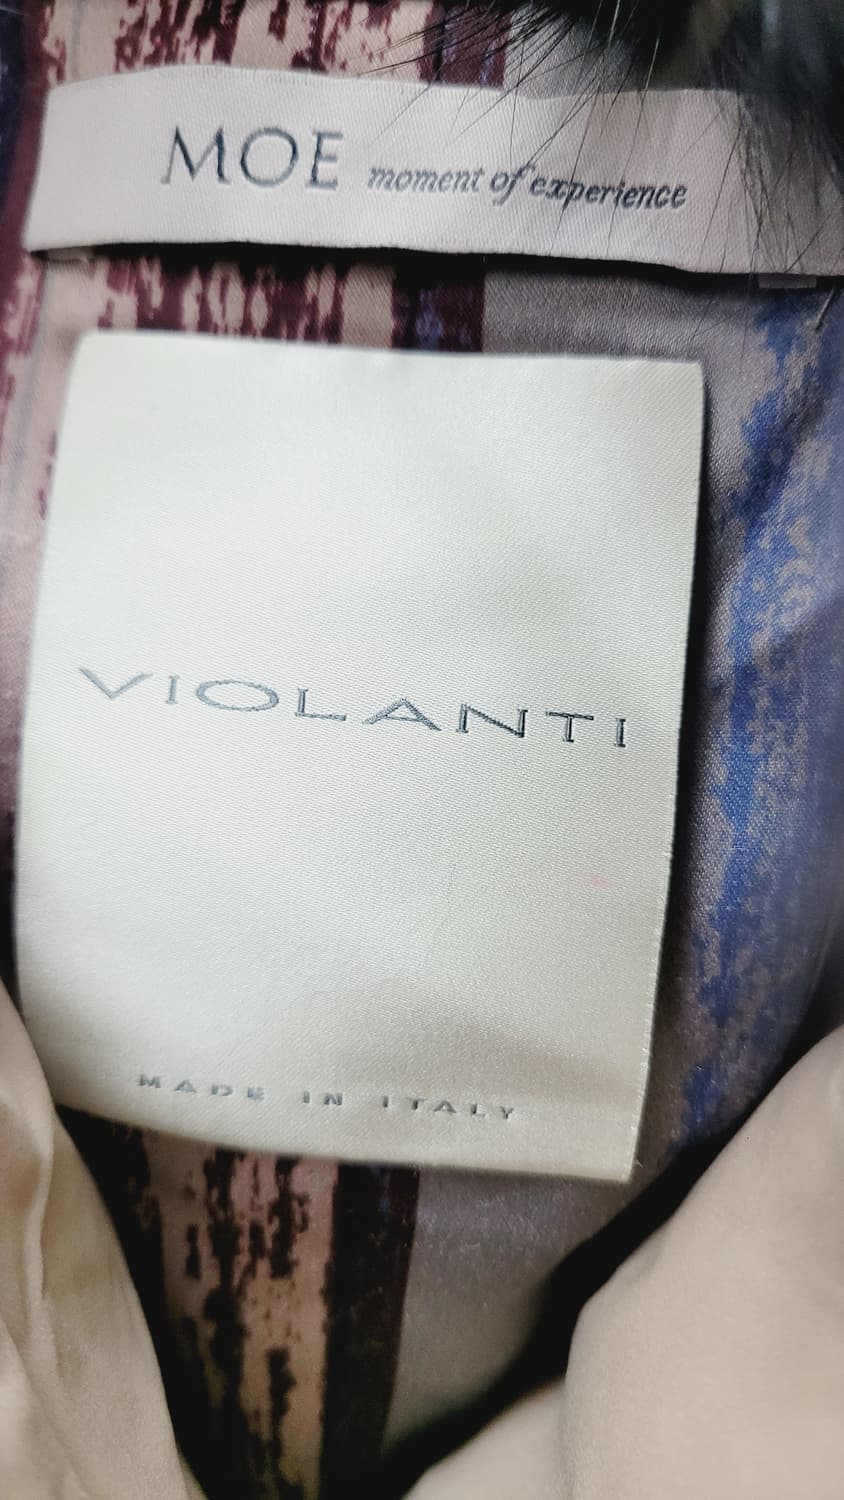 MOE moment of experience
VIOLANTI
MADE IN ITALY